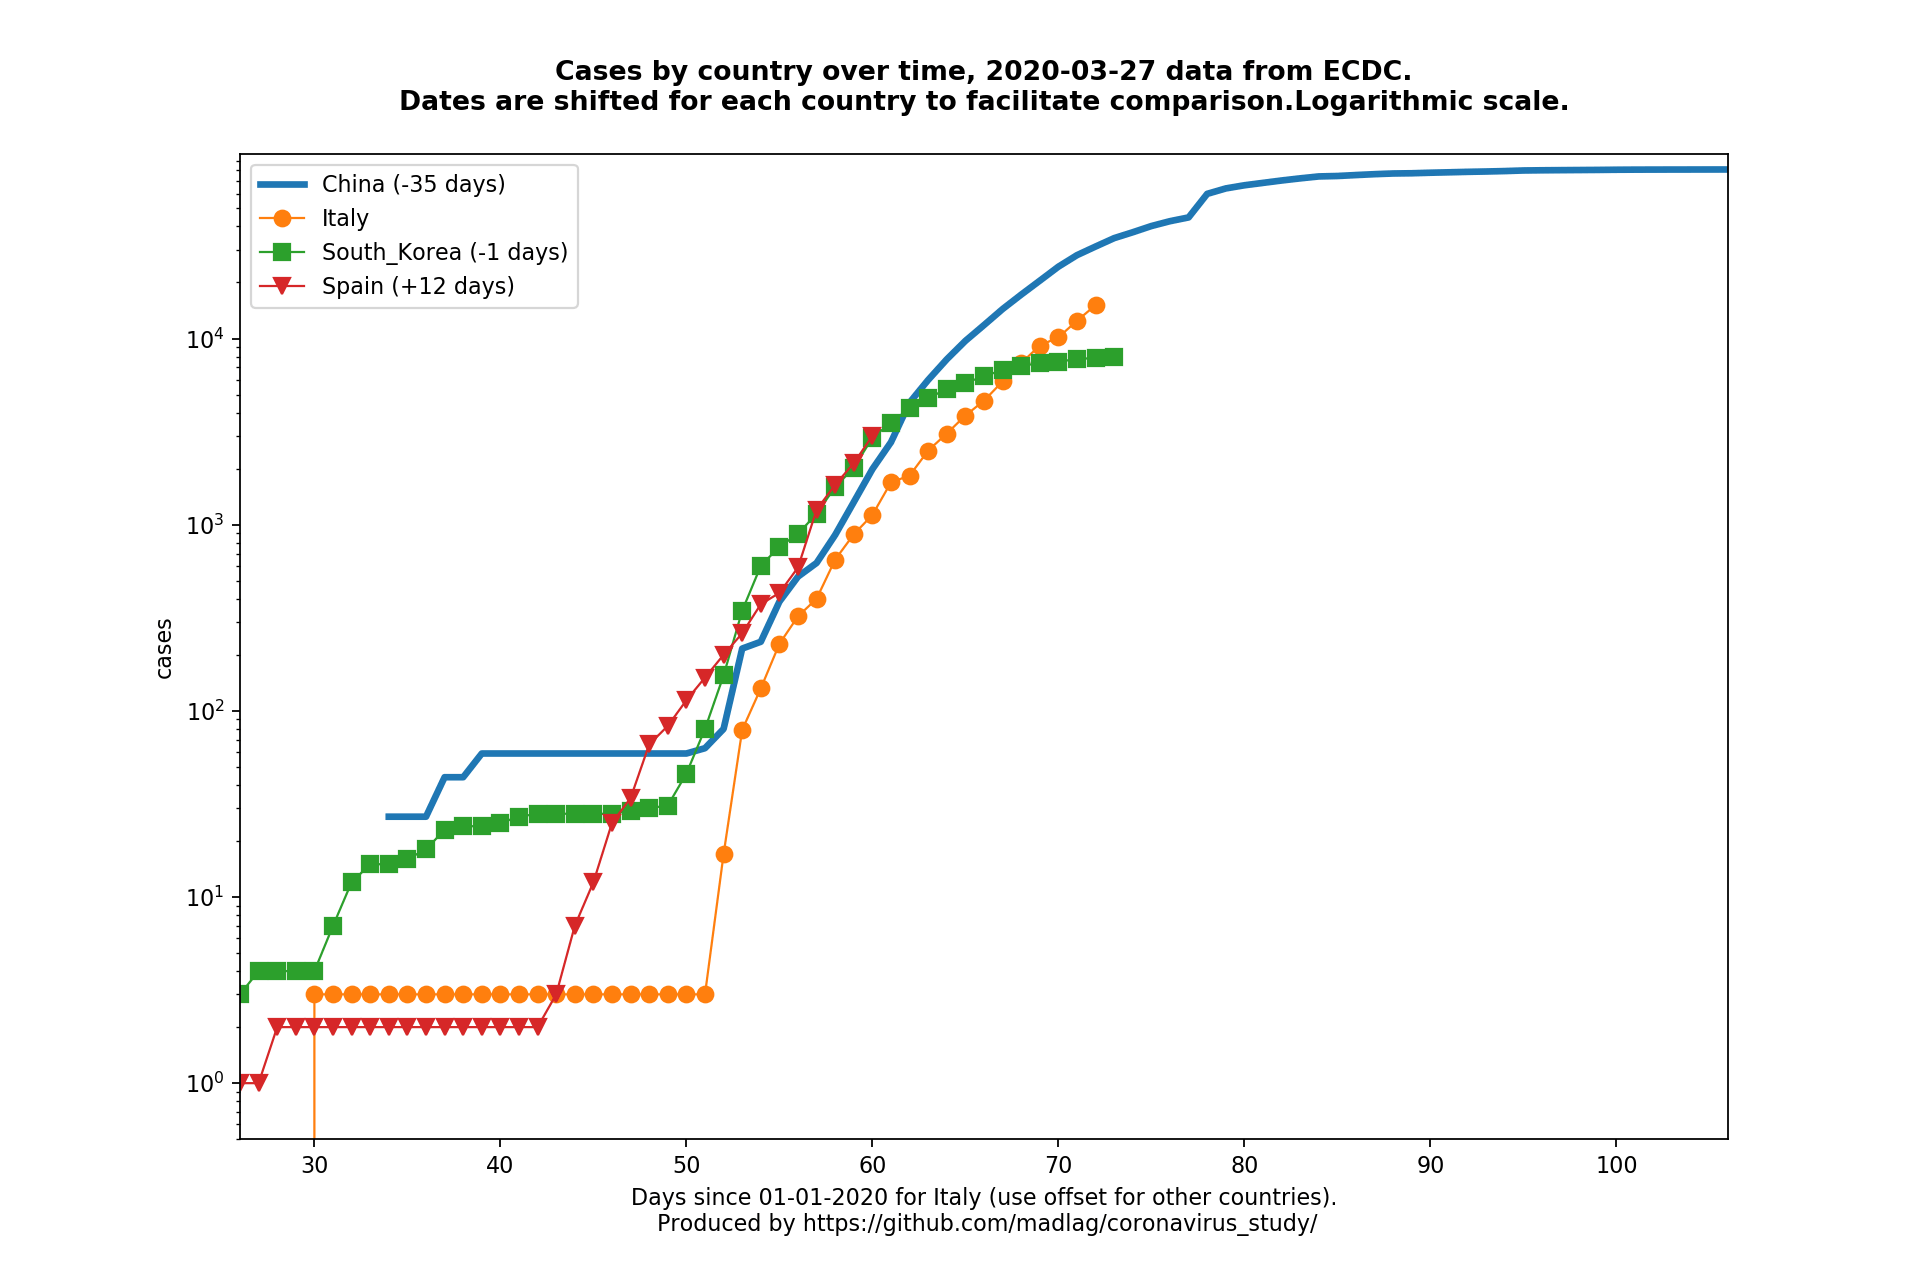 Cases by country over time, 2020-03-27 data from ECDC.
Dates are shifted for each country to facilitate comparison.Logarithmic scale.
China (-35 days)
Italy
South_Korea (-1 days)
Spain (+12 days)
cases
10⁴
10³
10²
10¹
10⁰
30 40 50 60 70 80 90 100
Days since 01-01-2020 for Italy (use offset for other countries).
Produced by https://github.com/madlag/coronavirus_study/